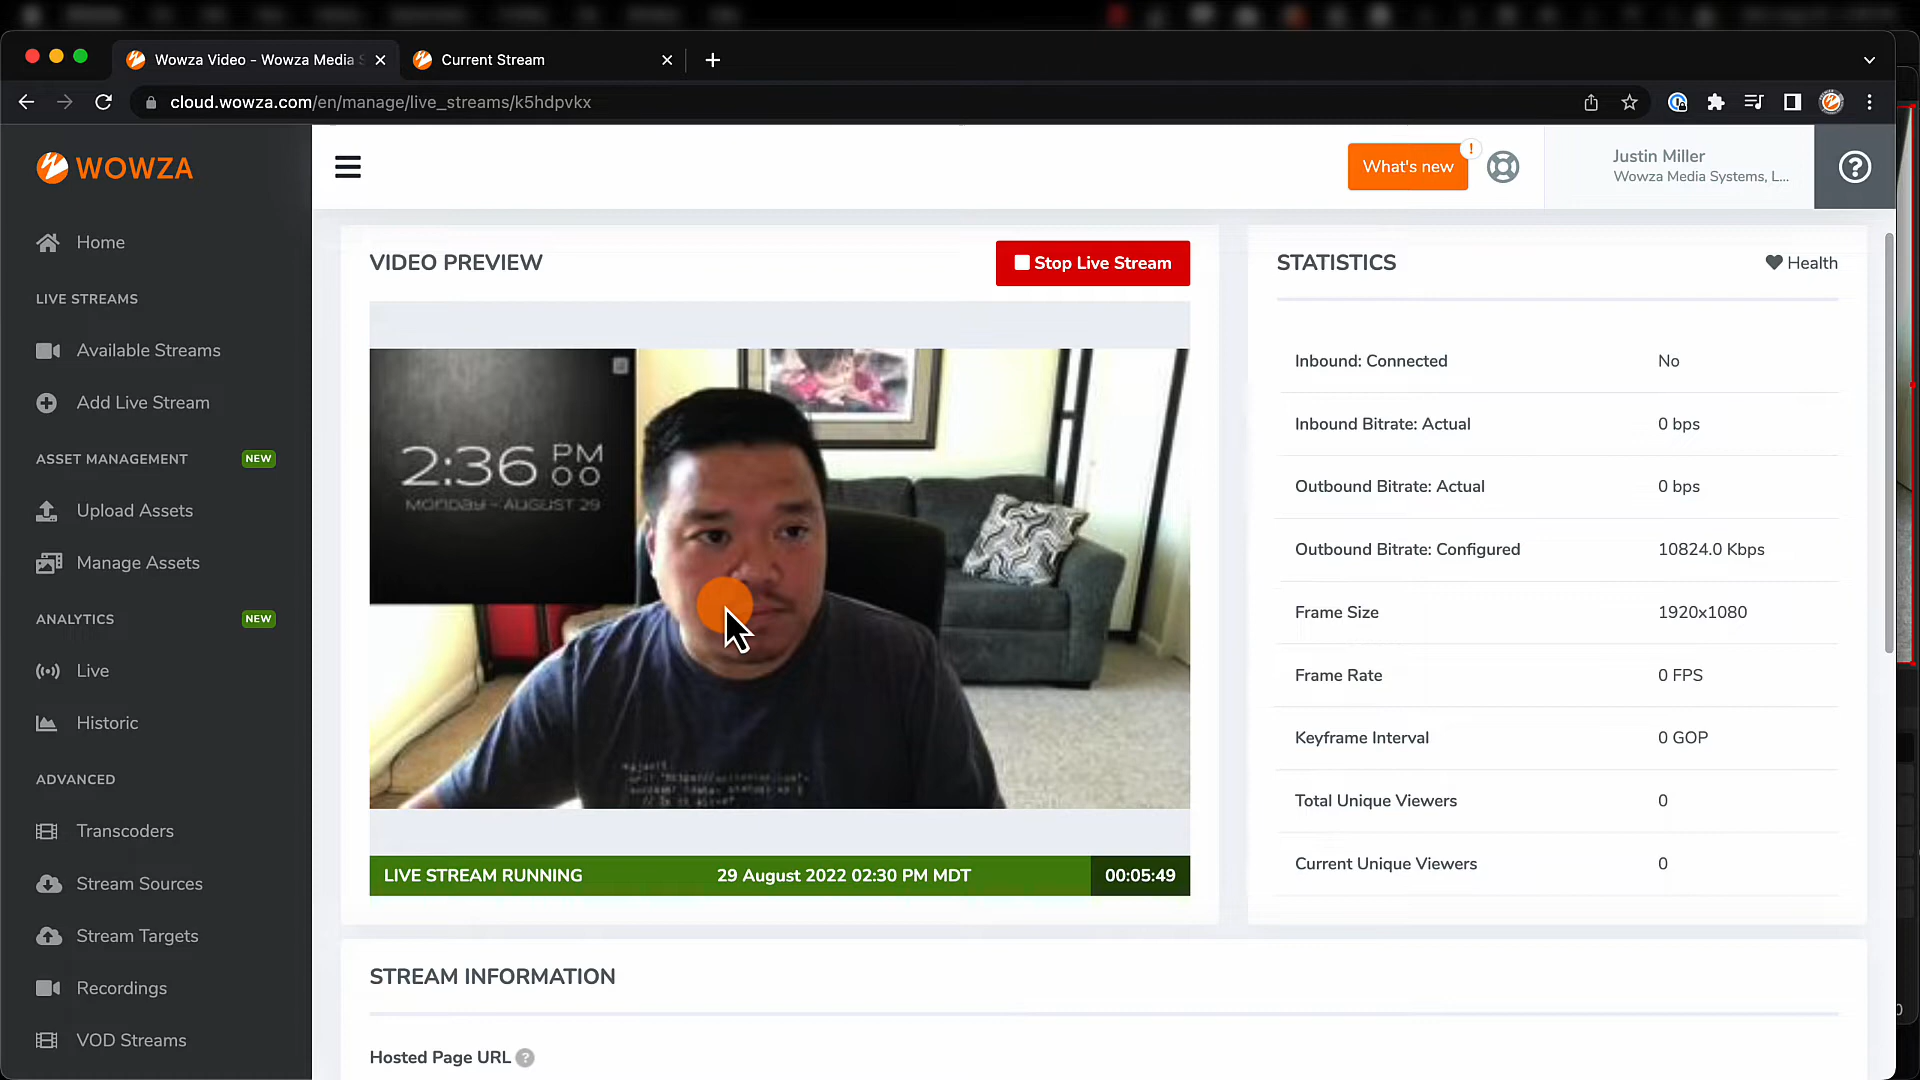 Wowza Video - Wowza Media S
Current Stream
cloud.wowza.com/en/manage/live_streams/k5hdpvkx
WOWZA
What's new
!
Justin Miller
Wowza Media Systems, L...
Home
LIVE STREAMS
Available Streams
Add Live Stream
ASSET MANAGEMENT NEW
Upload Assets
Manage Assets
ANALYTICS NEW
Live
Historic
ADVANCED
Transcoders
Stream Sources
Stream Targets
Recordings
VOD Streams
VIDEO PREVIEW
Stop Live Stream
2:36 PM 00
MONDAY - AUGUST 29
LIVE STREAM RUNNING 29 August 2022 02:30 PM MDT 00:05:49
STATISTICS
Health
Inbound: Connected No
Inbound Bitrate: Actual 0 bps
Outbound Bitrate: Actual 0 bps
Outbound Bitrate: Configured 10824.0 Kbps
Frame Size 1920x1080
Frame Rate 0 FPS
Keyframe Interval 0 GOP
Total Unique Viewers 0
Current Unique Viewers 0
STREAM INFORMATION
Hosted Page URL ?